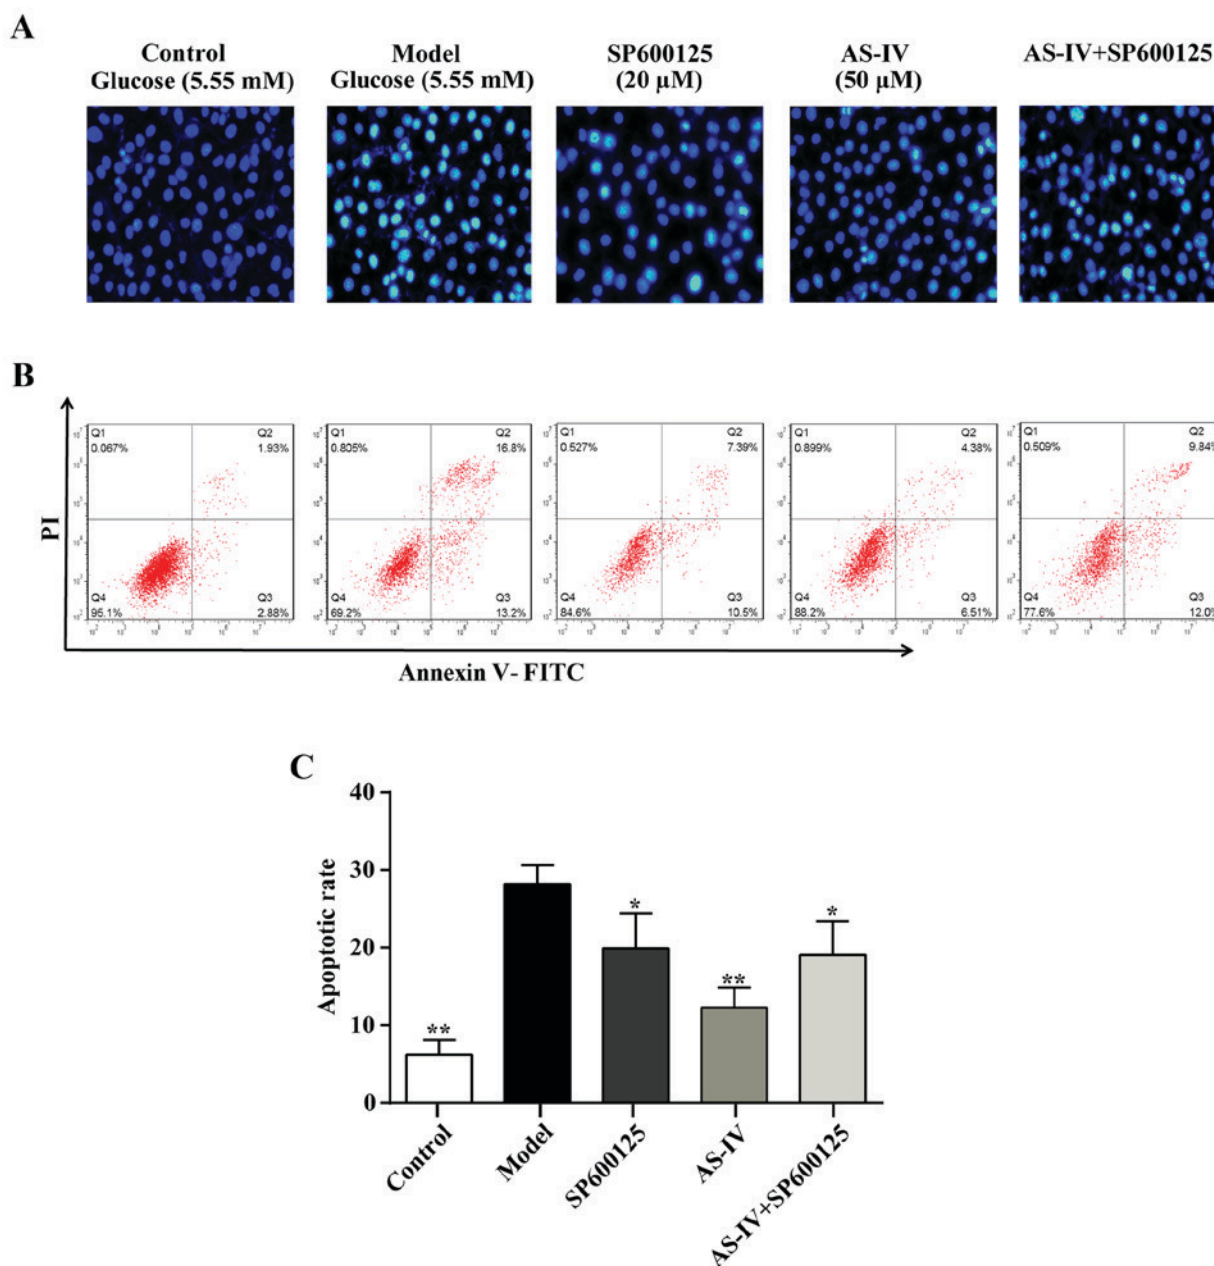 A
Control
Glucose (5.55 mM)
Model
Glucose (5.55 mM)
SP600125
(20 µM)
AS-IV
(50 µM)
AS-IV+SP600125
B
PI
Q1
0.067%
Q2
1.93%
Q4
95.1%
Q3
2.88%
Q1
0.805%
Q2
16.8%
Q4
69.2%
Q3
13.2%
Q1
0.527%
Q2
7.39%
Q4
84.6%
Q3
10.5%
Q1
0.899%
Q2
4.38%
Q4
88.2%
Q3
6.51%
Q1
0.509%
Q2
9.84%
Q4
77.6%
Q3
12.0%
Annexin V- FITC
C
Apoptotic rate
40
30
20
10
0
**
*
**
*
Control
Model
SP600125
AS-IV
AS-IV+SP600125